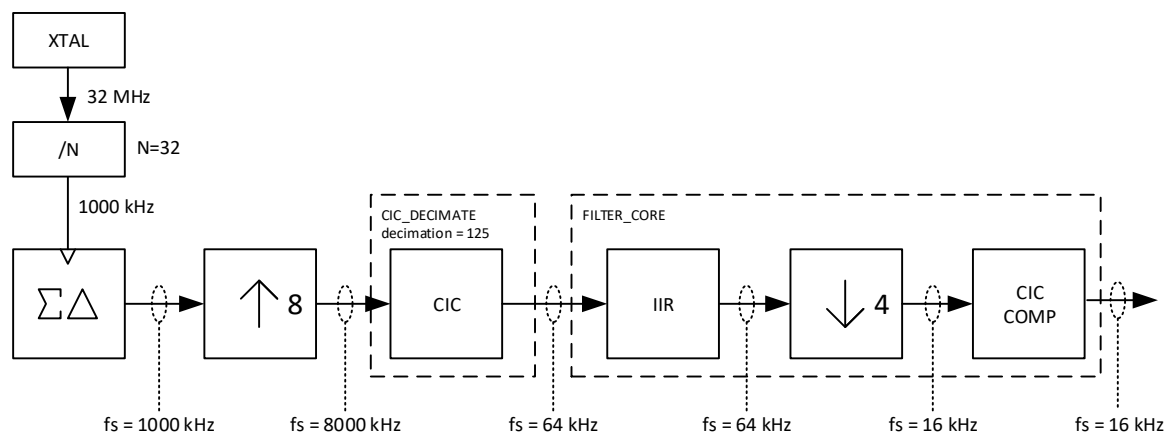 XTAL
32 MHz
/N
N=32
1000 kHz
CIC_DECIMATE
decimation = 125
FILTER_CORE
ΣΔ
↑ 8
CIC
IIR
↓ 4
CIC
COMP
fs = 1000 kHz
fs = 8000 kHz
fs = 64 kHz
fs = 64 kHz
fs = 16 kHz
fs = 16 kHz